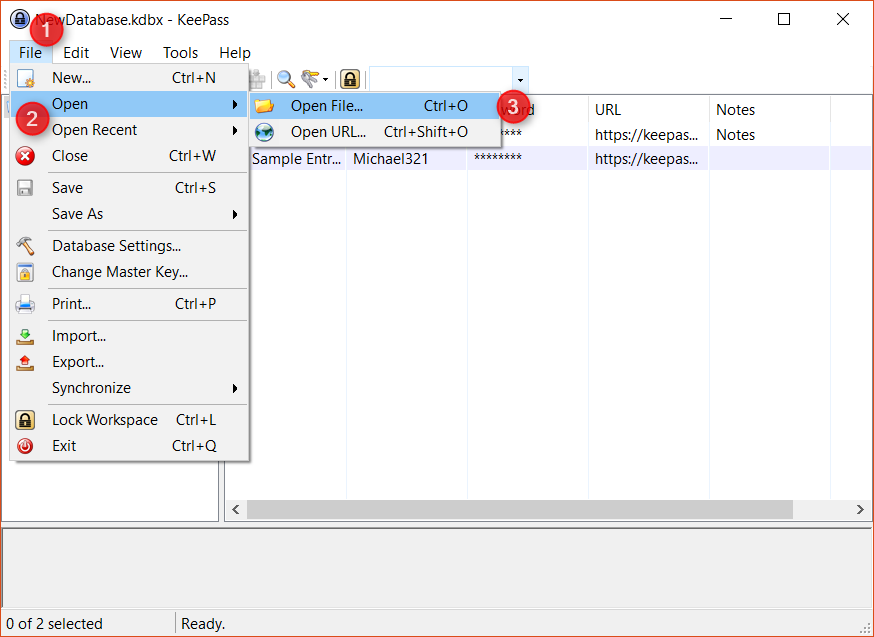 NewDatabase.kdbx - KeePass
1
File Edit View Tools Help
New... Ctrl+N
Open
Open File... Ctrl+O
3
URL Notes
2
Open Recent
Open URL... Ctrl+Shift+O
https://keepas... Notes
Close Ctrl+W
Sample Entr... Michael321 ******** https://keepas...
Save Ctrl+S
Save As
Database Settings...
Change Master Key...
Print... Ctrl+P
Import...
Export...
Synchronize
Lock Workspace Ctrl+L
Exit Ctrl+Q
0 of 2 selected Ready.